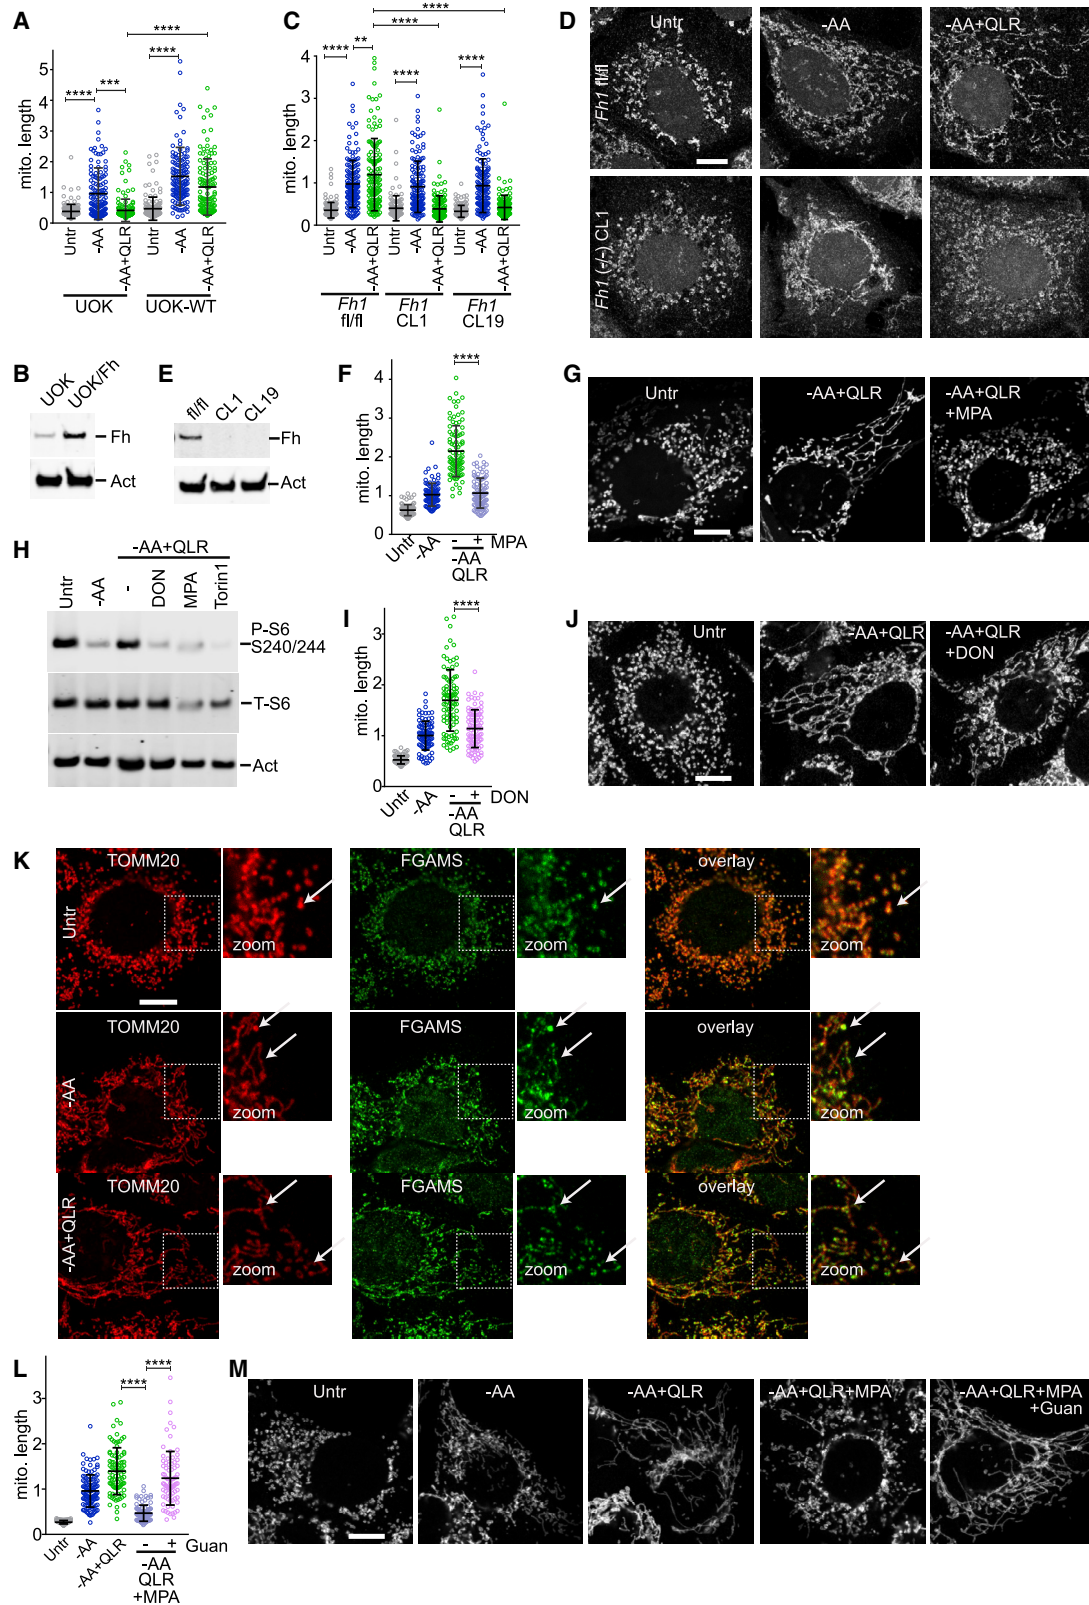 A
****
****
***
****
mito. length
5
4
3
2
1
0
Untr
-AA
-AA+QLR
Untr
-AA
-AA+QLR
UOK
UOK-WT
C
****
****
****
**
****
****
mito. length
4
3
2
1
0
Untr
-AA
-AA+QLR
Untr
-AA
-AA+QLR
Untr
-AA
-AA+QLR
Fh1
fl/fl
Fh1
CL1
Fh1
CL19
D
Untr
-AA
-AA+QLR
Fh1 fl/fl
Fh1 (-/-) CL1
B
UOK
UOK/Fh
Fh
Act
E
fl/fl
CL1
CL19
Fh
Act
F
****
mito. length
4
3
2
1
0
Untr
-AA
- + MPA
-AA
QLR
G
Untr
-AA+QLR
-AA+QLR
+MPA
H
-AA+QLR
Untr
-AA
-
DON
MPA
Torin1
P-S6
S240/244
T-S6
Act
I
****
mito. length
3
2
1
0
Untr
-AA
- + DON
-AA
QLR
J
Untr
-AA+QLR
-AA+QLR
+DON
K
TOMM20
zoom
FGAMS
zoom
overlay
zoom
Untr
TOMM20
zoom
FGAMS
zoom
overlay
zoom
-AA
TOMM20
zoom
FGAMS
zoom
overlay
zoom
-AA+QLR
L
****
****
mito. length
3
2
1
0
Untr
-AA
-AA+QLR
- + Guan
-AA
QLR
+MPA
M
Untr
-AA
-AA+QLR
-AA+QLR+MPA
-AA+QLR+MPA
+Guan